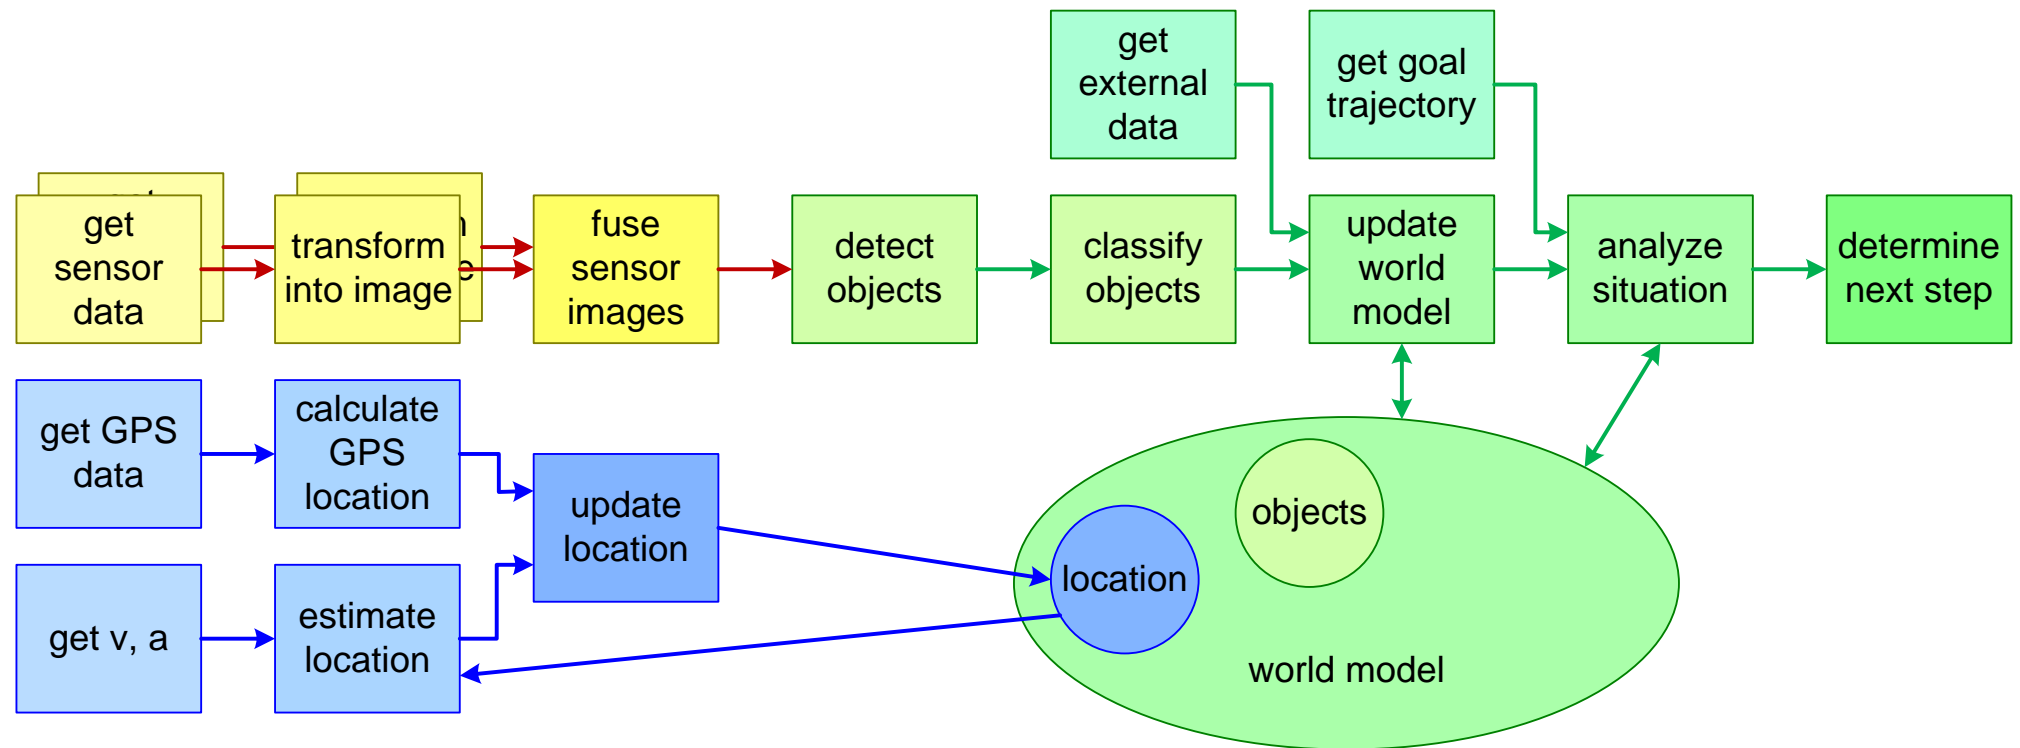 get
external
data
get goal
trajectory
get
sensor
data
transform
into image
fuse
sensor
images
detect
objects
classify
objects
update
world
model
analyze
situation
determine
next step
get GPS
data
calculate
GPS
location
update
location
get v, a
estimate
location
objects
location
world model